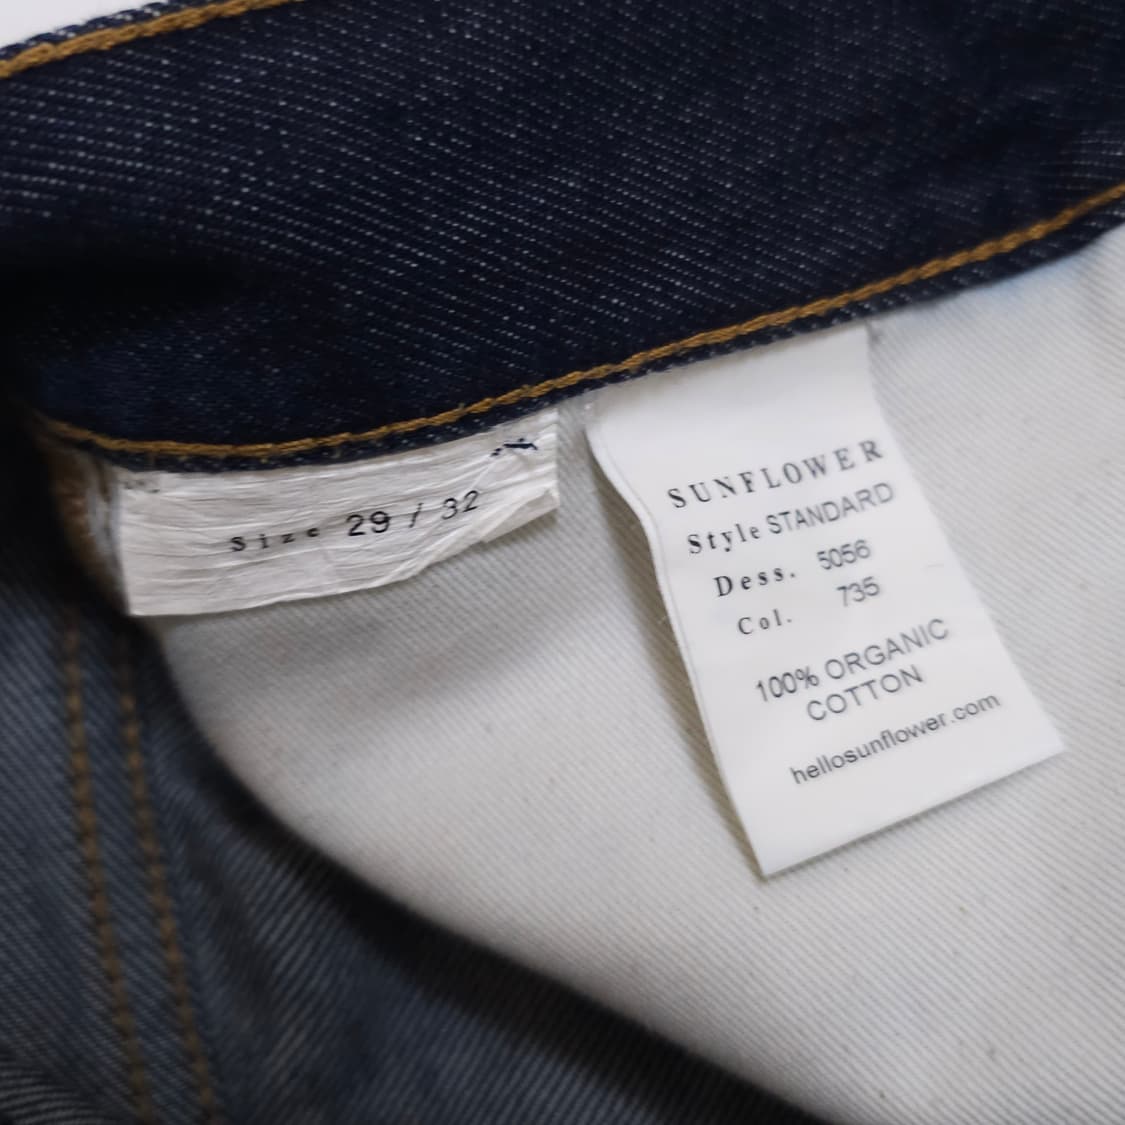 Size 29 / 32
SUNFLOWER
Style STANDARD
Dess. 5056
Col. 735
100% ORGANIC
COTTON
hellosunflower.com